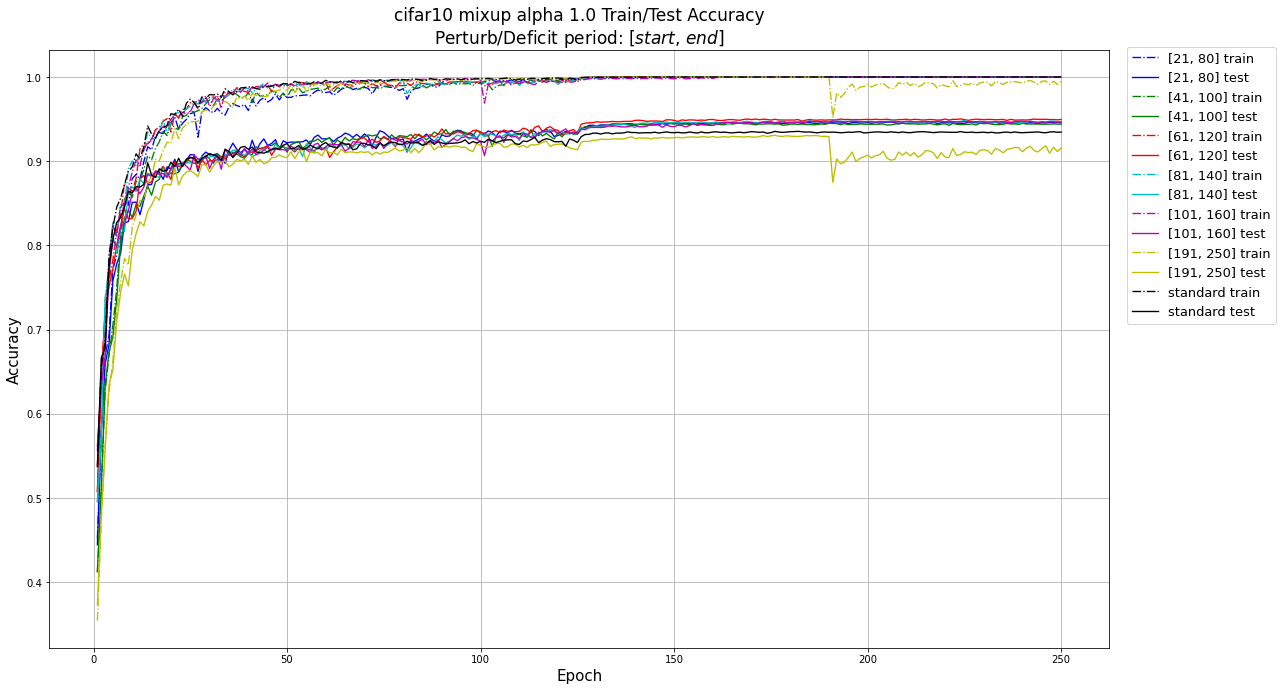 cifar10 mixup alpha 1.0 Train/Test Accuracy
Perturb/Deficit period: [start, end]
Accuracy
1.0
0.9
0.8
0.7
0.6
0.5
0.4
0
50
100
150
200
250
Epoch
[21, 80] train
[21, 80] test
[41, 100] train
[41, 100] test
[61, 120] train
[61, 120] test
[81, 140] train
[81, 140] test
[101, 160] train
[101, 160] test
[191, 250] train
[191, 250] test
standard train
standard test